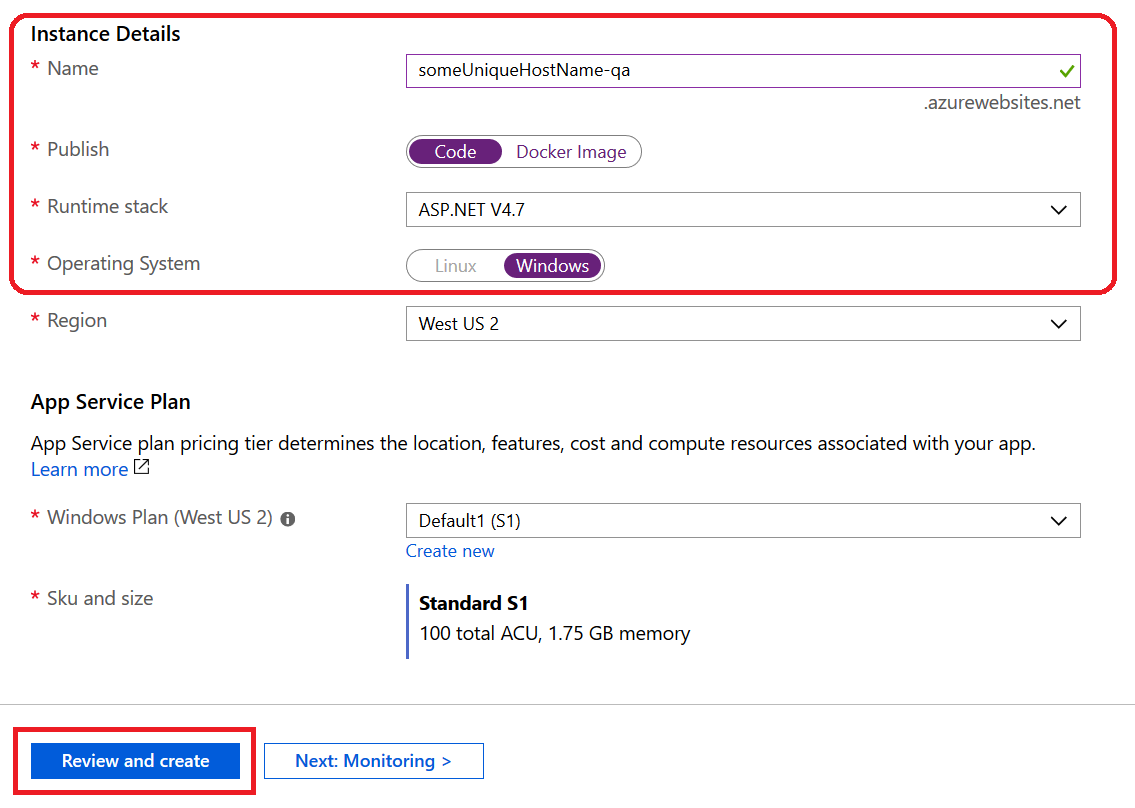 Instance Details
* Name
someUniqueHostName-qa
.azurewebsites.net
* Publish
Code Docker Image
* Runtime stack
ASP.NET V4.7
* Operating System
Linux Windows
* Region
West US 2
App Service Plan
App Service plan pricing tier determines the location, features, cost and compute resources associated with your app.
Learn more
* Windows Plan (West US 2)
Default1 (S1)
Create new
* Sku and size
Standard S1
100 total ACU, 1.75 GB memory
Review and create
Next: Monitoring >